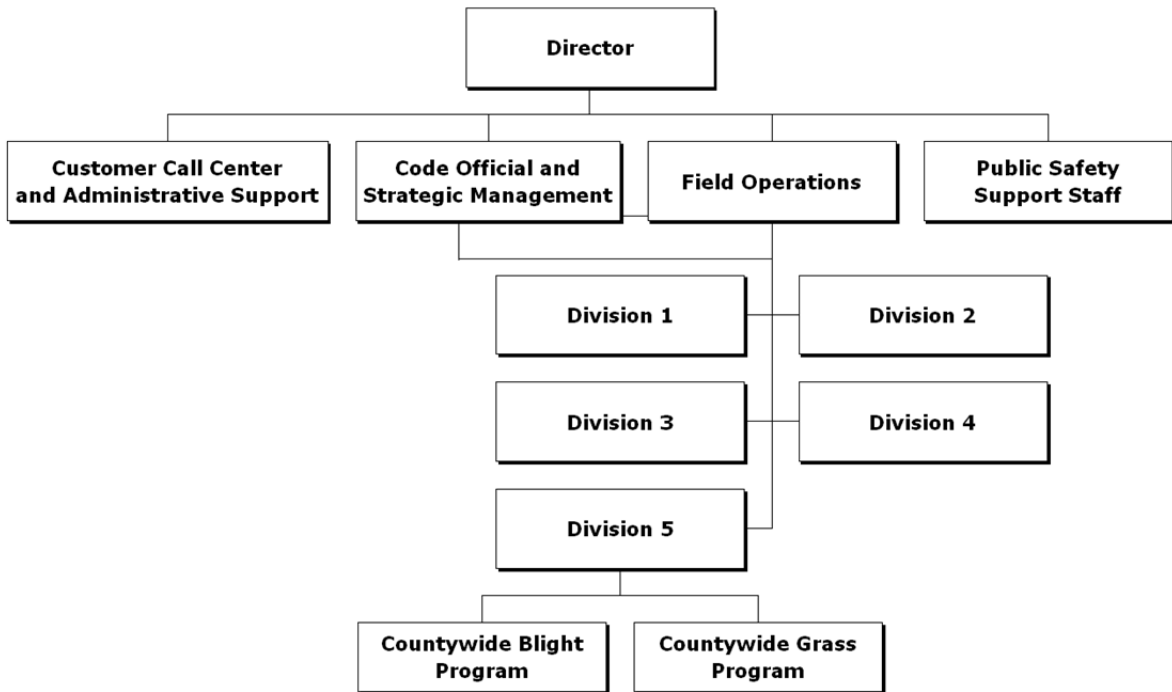 Director
Customer Call Center
and Administrative Support
Code Official and
Strategic Management
Field Operations
Public Safety
Support Staff
Division 1
Division 2
Division 3
Division 4
Division 5
Countywide Blight
Program
Countywide Grass
Program